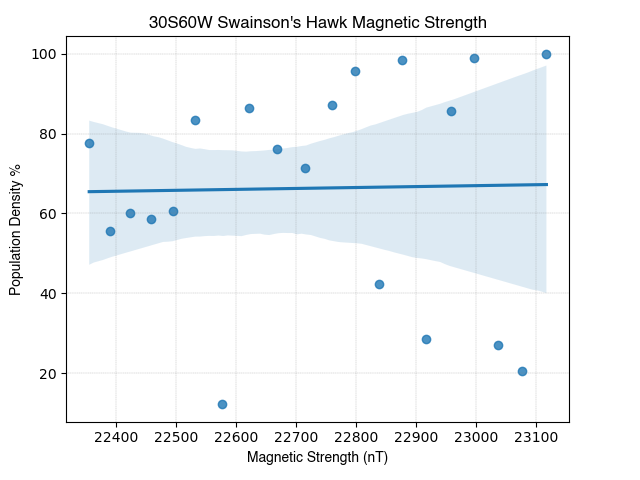 30S60W Swainson's Hawk Magnetic Strength
100
80
60
40
20
Population Density %
22400 22500 22600 22700 22800 22900 23000 23100
Magnetic Strength (nT)